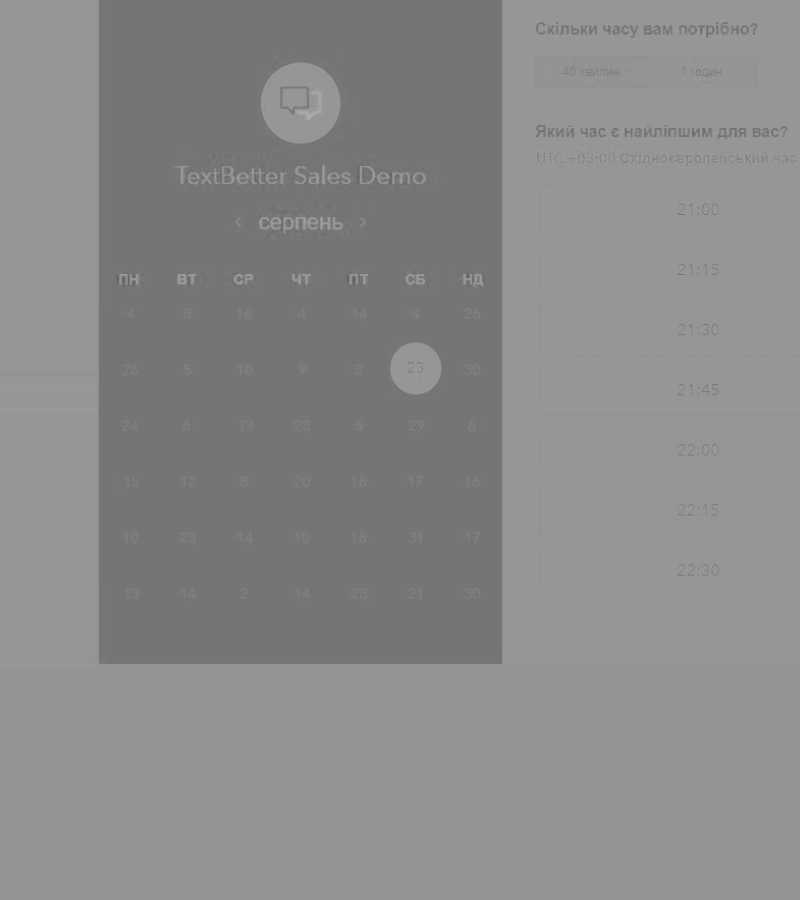 TextBetter Sales Demo
‹ серпень ›
ПН ВТ СР ЧТ ПТ СБ НД
4 8 16 4 14 4 26
26 5 10 9 8 23 30
24 6 13 28 5 29 6
15 12 8 20 18 17 16
10 28 14 10 18 31 17
13 14 2 14 28 21 30
Скільки часу вам потрібно?
40 хвилин 1 годин
Який час є найліпшим для вас?
UTC +03:00 Східноєвропейський час
21:00
21:15
21:30
21:45
22:00
22:15
22:30